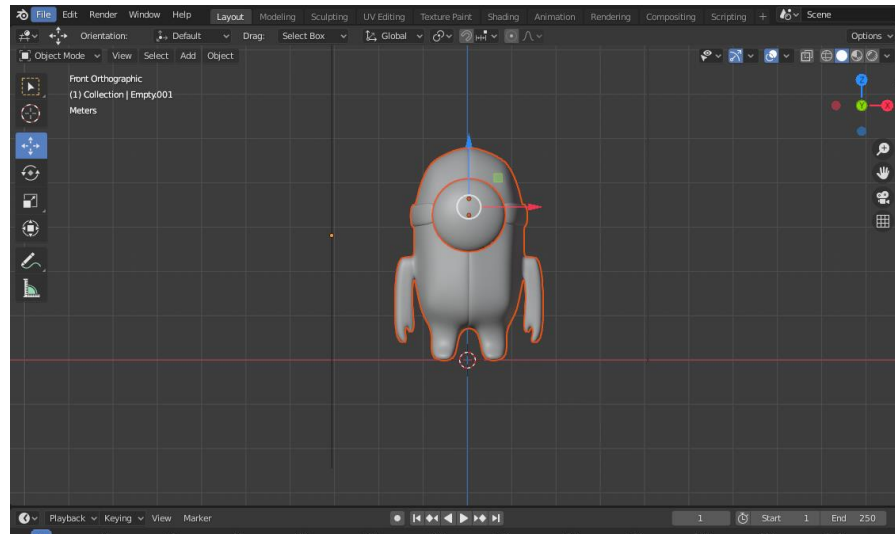 File Edit Render Window Help Layout Modeling Sculpting UV Editing Texture Paint Shading Animation Rendering Compositing Scripting + Scene
Orientation: Default Drag: Select Box Global Options
Object Mode View Select Add Object
Front Orthographic
(1) Collection | Empty.001
Meters
Z
Y
X
Playback Keying View Marker 1 Start 1 End 250